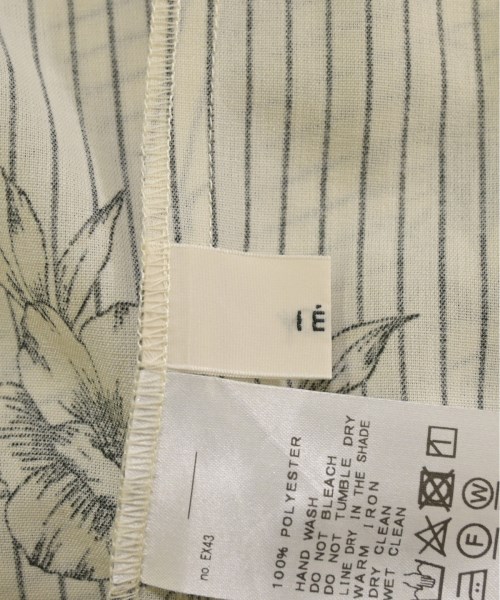 no. EX43
100% POLYESTER
HAND WASH
DO NOT BLEACH
DO NOT TUMBLE DRY
LINE DRY IN THE SHADE
WARM IRON
DRY CLEAN
WET CLEAN
F
W